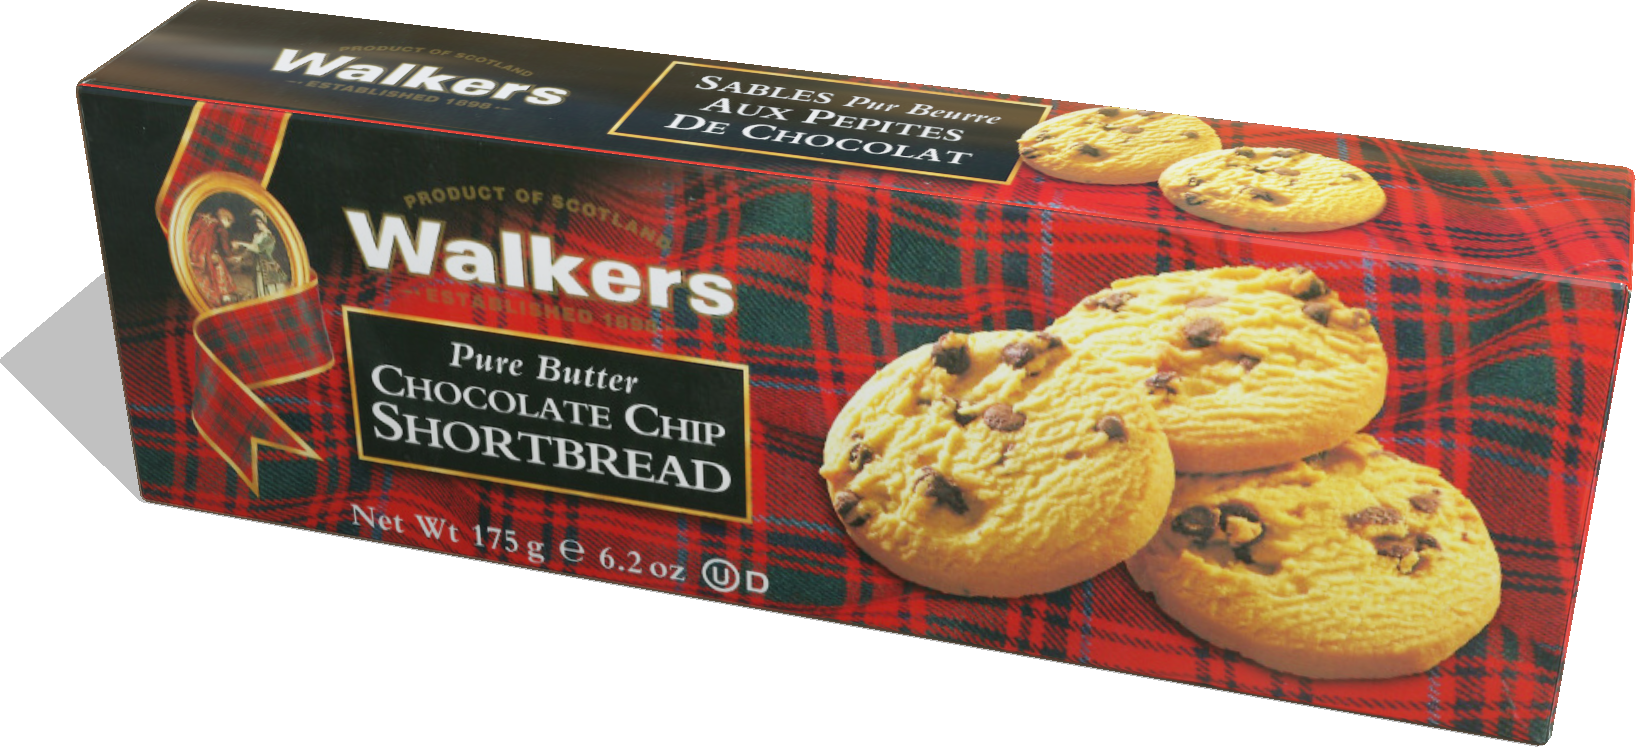 PRODUCT OF SCOTLAND
Walkers
ESTABLISHED 1898
SABLES Pur Beurre
AUX PEPITES
DE CHOCOLAT
PRODUCT OF SCOTLAND
Walkers
ESTABLISHED 1898
Pure Butter
CHOCOLATE CHIP
SHORTBREAD
Net Wt 175 g ℮ 6.2 oz U D